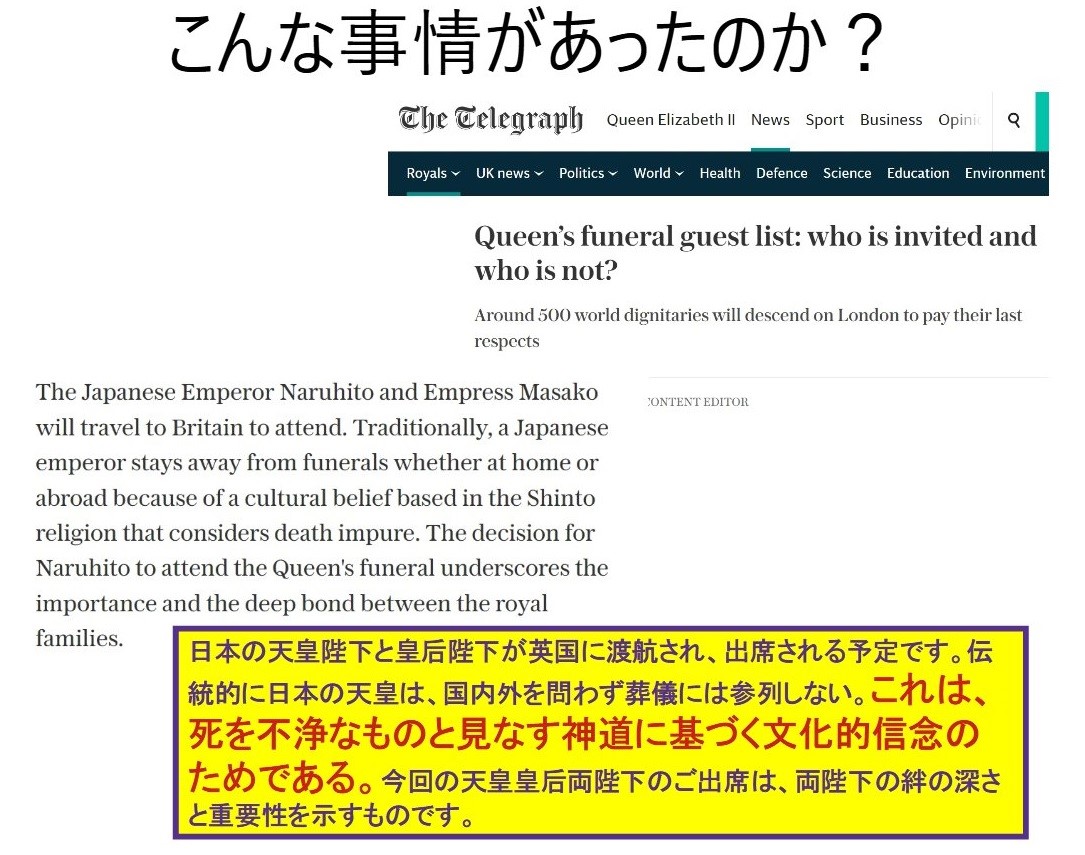 こんな事情があったのか？
The Telegraph
Queen Elizabeth II News Sport Business Opini
Royals UK news Politics World Health Defence Science Education Environment
Queen's funeral guest list: who is invited and
who is not?
Around 500 world dignitaries will descend on London to pay their last
respects
CONTENT EDITOR
The Japanese Emperor Naruhito and Empress Masako
will travel to Britain to attend. Traditionally, a Japanese
emperor stays away from funerals whether at home or
abroad because of a cultural belief based in the Shinto
religion that considers death impure. The decision for
Naruhito to attend the Queen's funeral underscores the
importance and the deep bond between the royal
families.
日本の天皇陛下と皇后陛下が英国に渡航され、出席される予定です。伝
統的に日本の天皇は、国内外を問わず葬儀には参列しない。これは、
死を不浄なものと見なす神道に基づく文化的信念の
ためである。今回の天皇皇后両陛下のご出席は、両陛下の絆の深さ
と重要性を示すものです。